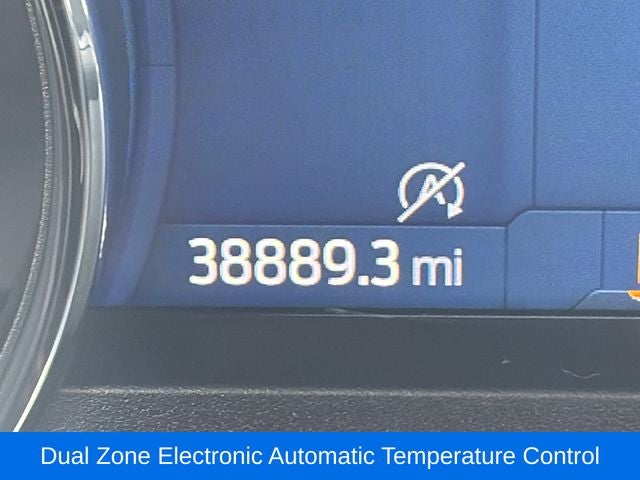 A
38889.3 mi
Dual Zone Electronic Automatic Temperature Control